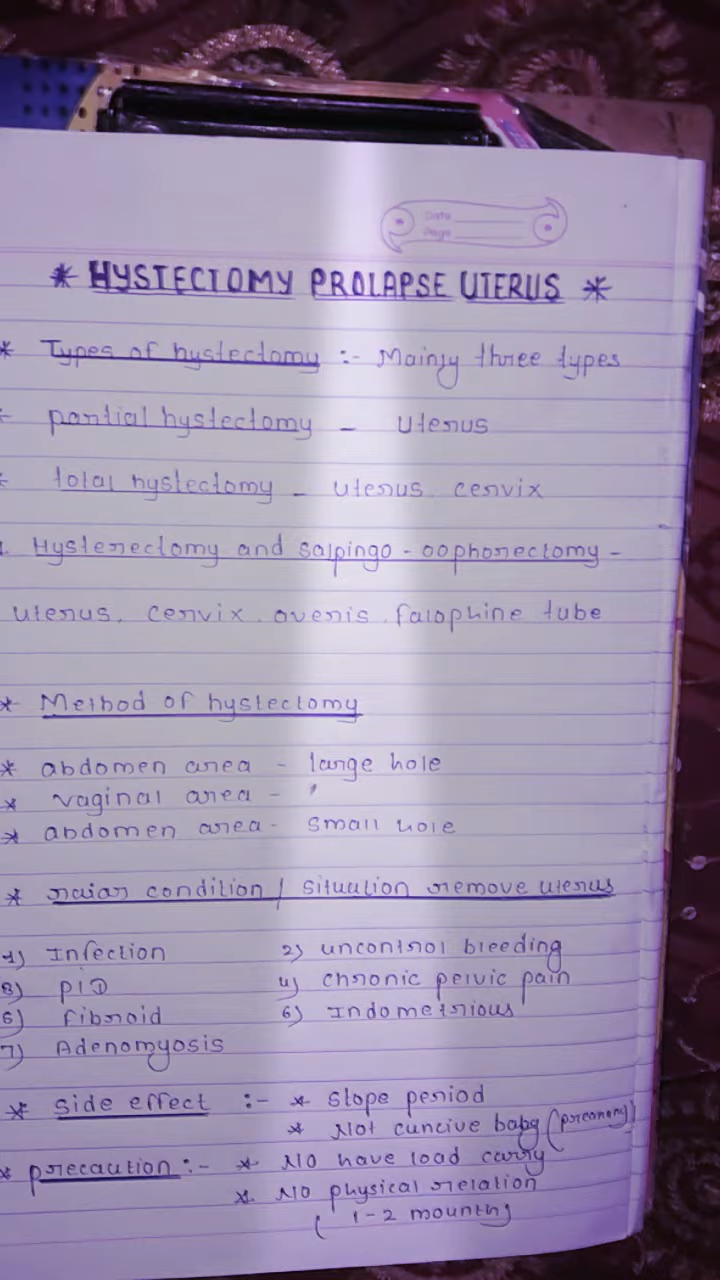 Date
Page
* HYSTECTOMY PROLAPSE UTERUS *
* Types of hystectomy :- Mainly three types
partial hystectomy - uterus
total hystectomy - uterus, cervix
Hysterectomy and salpingo - oophorectomy -
uterus, cervix, overis, falophine tube
* Method of hystectomy
* abdomen area - large hole
* vaginal area - "
* abdomen area - small hole
* raiar condition / situation remove uterus
1) Infection 2) uncontrol bleeding
3) PID 4) chronic pelvic pain
5) fibroid 6) Indometrious
7) Adenomyosis
* side effect :- * slope period
* Not cuncive baby
* precaution :- * No have load carry
* No physical relation
( 1-2 mounth)